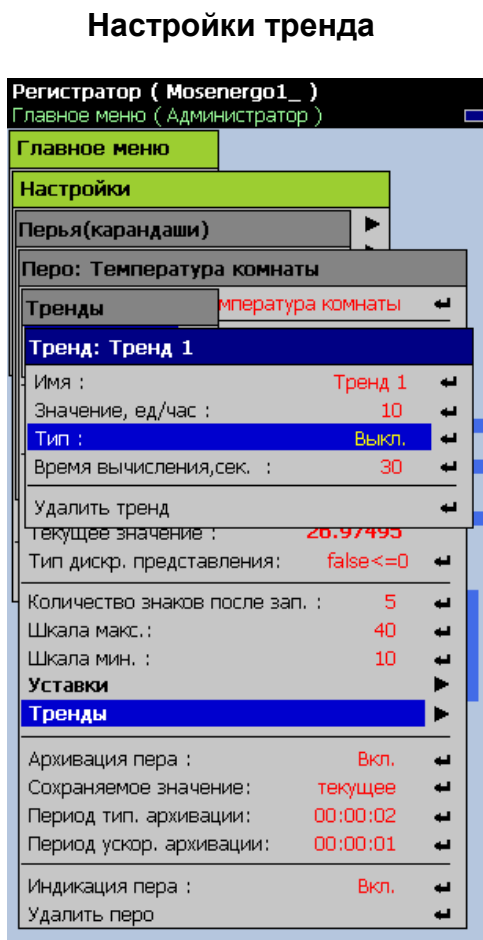 Настройки тренда
Регистратор ( Mosenergo1_ )
Главное меню ( Администратор )
Главное меню
Настройки
Перья(карандаши)
Перо: Температура комнаты
Тренды
мпература комнаты
Тренд: Тренд 1
Имя : Тренд 1
Значение, ед/час : 10
Тип : Выкл.
Время вычисления,сек. : 30
Удалить тренд
Текущее значение : 26.97495
Тип дискр. представления: false<=0
Количество знаков после зап. : 5
Шкала макс.: 40
Шкала мин. : 10
Уставки
Тренды
Архивация пера : Вкл.
Сохраняемое значение: текущее
Период тип. архивации: 00:00:02
Период ускор. архивации: 00:00:01
Индикация пера : Вкл.
Удалить перо